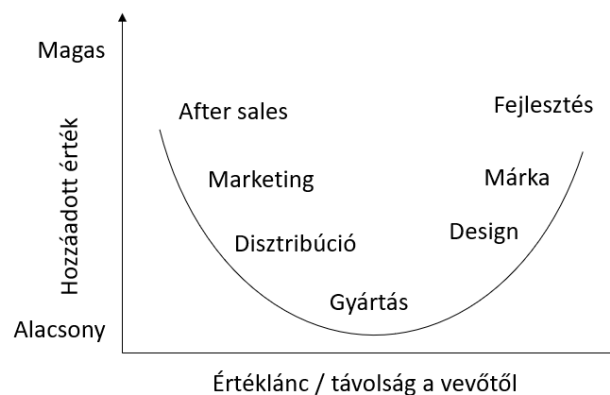 Magas
After sales
Fejlesztés
Hozzáadott érték
Marketing
Márka
Disztribúció
Design
Gyártás
Alacsony
Értéklánc / távolság a vevőtől